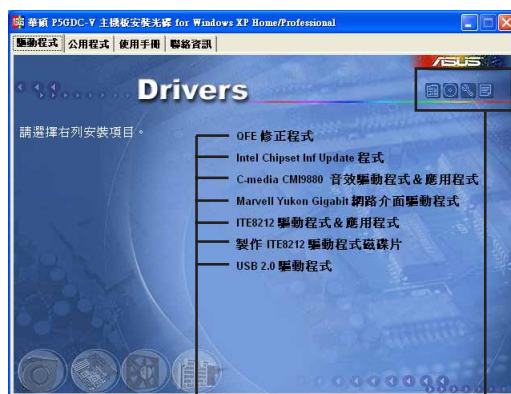 華碩 P5GDC-V 主機板安裝光碟 for Windows XP Home/Professional
驅動程式 公用程式 使用手冊 聯絡資訊
ASUS
Drivers
請選擇右列安裝項目。
QFE 修正程式
Intel Chipset Inf Update 程式
C-media CMI9880 音效驅動程式&應用程式
Marvell Yukon Gigabit 網路介面驅動程式
ITE8212 驅動程式&應用程式
製作 ITE8212 驅動程式磁碟片
USB 2.0 驅動程式